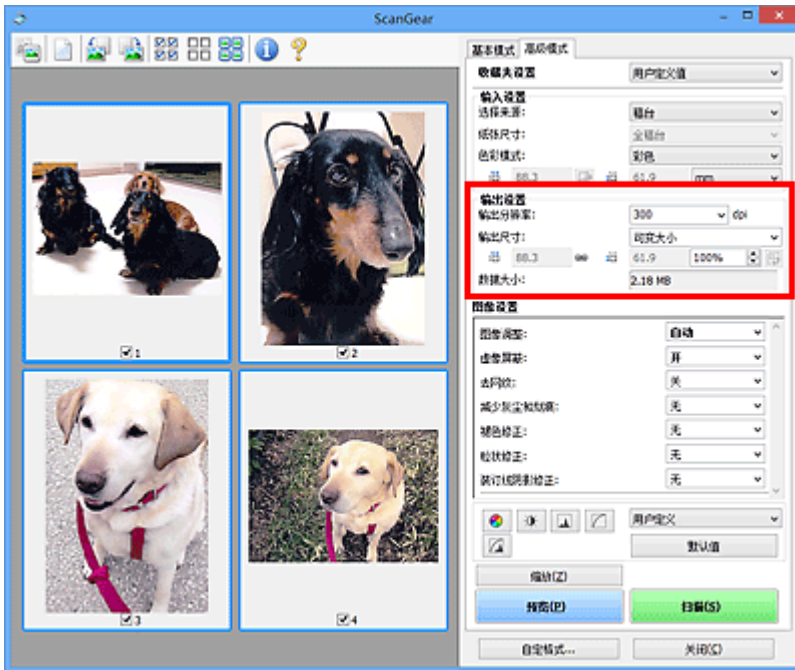 ScanGear
基本模式 高级模式
收藏夹设置 用户定义值
输入设置
选择来源: 稿台
纸张尺寸: 全稿台
色彩模式: 彩色
88.3 61.9 mm
输出设置
输出分辨率: 300 dpi
输出尺寸: 可变大小
88.3 61.9 100%
数据大小: 2.18 MB
图像设置
图像调整: 自动
虚像屏蔽: 开
去网纹: 关
减少灰尘和划痕: 无
褪色修正: 无
粒状修正: 无
装订线阴影修正: 无
用户定义
默认值
缩放(Z)
预览(P) 扫描(S)
自定格式... 关闭(C)
1
2
3
4